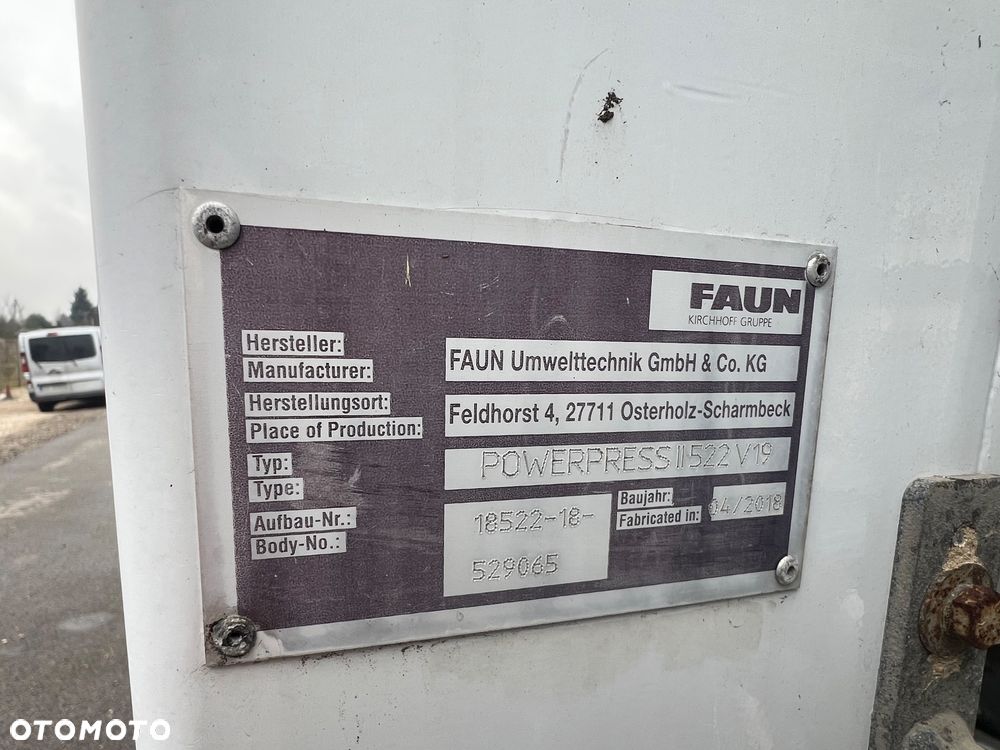 FAUN
KIRCHHOFF GRUPPE
Hersteller: FAUN Umwelttechnik GmbH & Co. KG
Manufacturer:
Herstellungsort: Feldhorst 4, 27711 Osterholz-Scharmbeck
Place of Production:
Typ: POWERPRESS II 522 V19
Type:
Aufbau-Nr.: 18522-18-
Body-No.: 529065
Baujahr: 04/2018
Fabricated in:
OTOMOTO